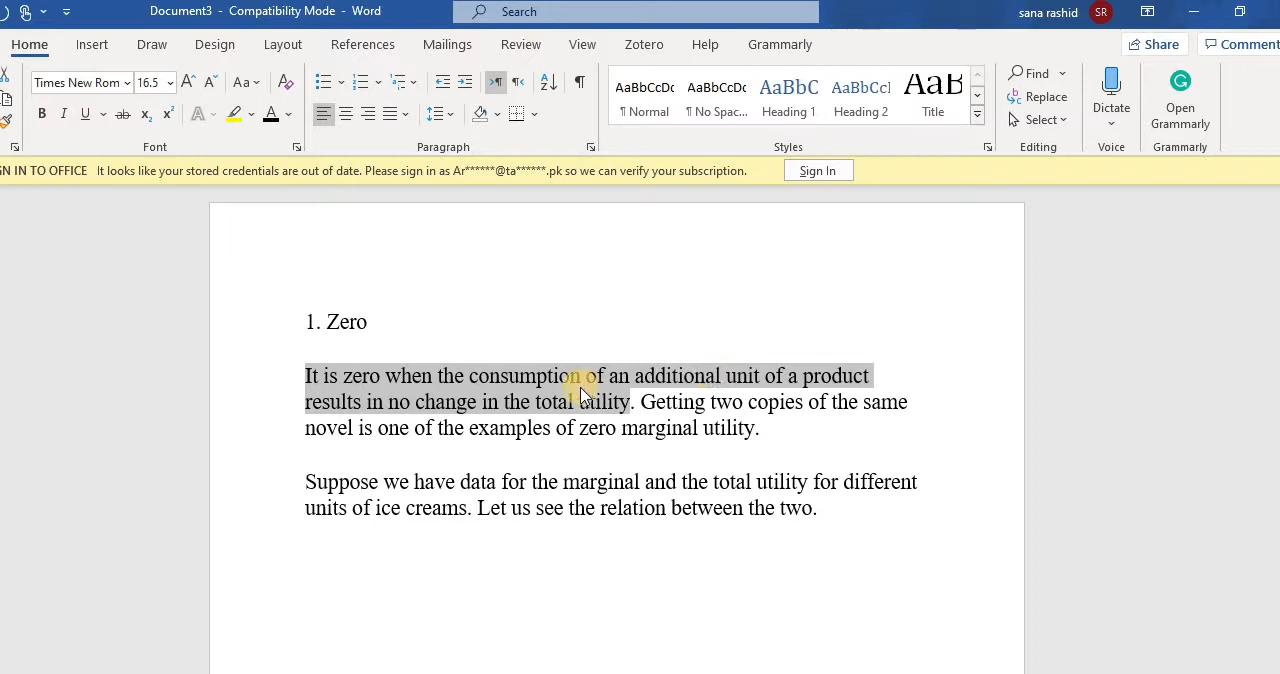 Document3 - Compatibility Mode - Word
Search
sana rashid
SR
Home Insert Draw Design Layout References Mailings Review View Zotero Help Grammarly
Share
Times New Rom 16.5 Aa
AaBbCcDc AaBbCcDc AaBbC AaBbCcI AaB
¶ Normal ¶ No Spac... Heading 1 Heading 2 Title
Find
Replace
Select
Dictate
Open
Grammarly
B I U ab x₂ x² A A
Font Paragraph Styles Editing Voice Grammarly
GN IN TO OFFICE It looks like your stored credentials are out of date. Please sign in as Ar******@ta******.pk so we can verify your subscription. Sign In
1. Zero
It is zero when the consumption of an additional unit of a product
results in no change in the total utility. Getting two copies of the same
novel is one of the examples of zero marginal utility.
Suppose we have data for the marginal and the total utility for different
units of ice creams. Let us see the relation between the two.